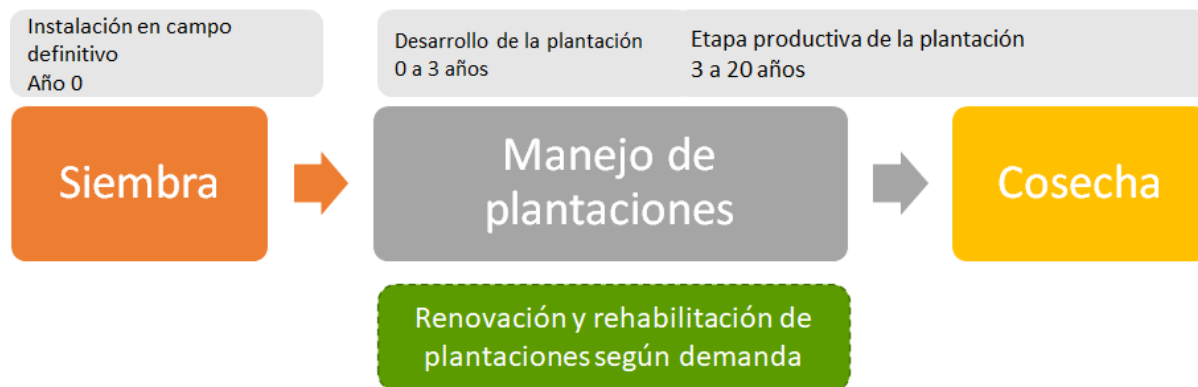 Instalación en campo
definitivo
Año 0
Desarrollo de la plantación
0 a 3 años
Etapa productiva de la plantación
3 a 20 años
Siembra
Manejo de
plantaciones
Cosecha
Renovación y rehabilitación de
plantaciones según demanda